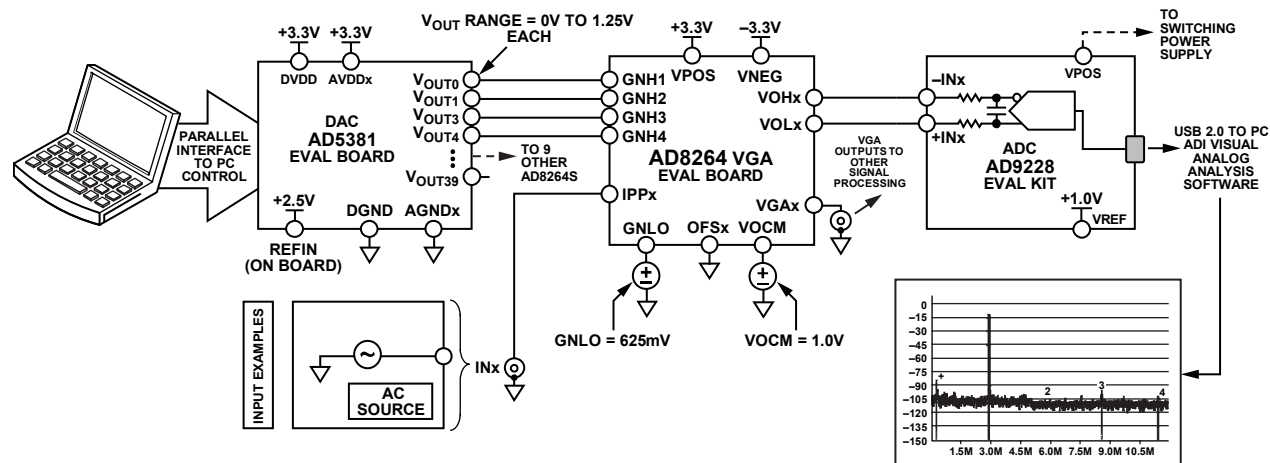 PARALLEL
INTERFACE
TO PC
CONTROL
+3.3V
+3.3V
DVDD
AVDDx
VOUT RANGE = 0V TO 1.25V
EACH
DAC
AD5381
EVAL BOARD
VOUT0
VOUT1
VOUT3
VOUT4
VOUT39
TO 9
OTHER
AD8264S
+2.5V
REFIN
(ON BOARD)
DGND
AGNDx
+3.3V
–3.3V
VPOS
VNEG
GNH1
GNH2
GNH3
GNH4
IPPx
AD8264 VGA
EVAL BOARD
VOHx
VOLx
VGAx
GNLO
OFSx
VOCM
GNLO = 625mV
VOCM = 1.0V
VGA
OUTPUTS TO
OTHER
SIGNAL
PROCESSING
TO
SWITCHING
POWER
SUPPLY
VPOS
–INx
+INx
ADC
AD9228
EVAL KIT
+1.0V
VREF
USB 2.0 TO PC
ADI VISUAL
ANALOG
ANALYSIS
SOFTWARE
INPUT EXAMPLES
~
AC
SOURCE
INx
0
–15
–30
–45
–60
–75
–90
–105
–120
–135
–150
+
2
3
4
1.5M 3.0M 4.5M 6.0M 7.5M 9.0M 10.5M